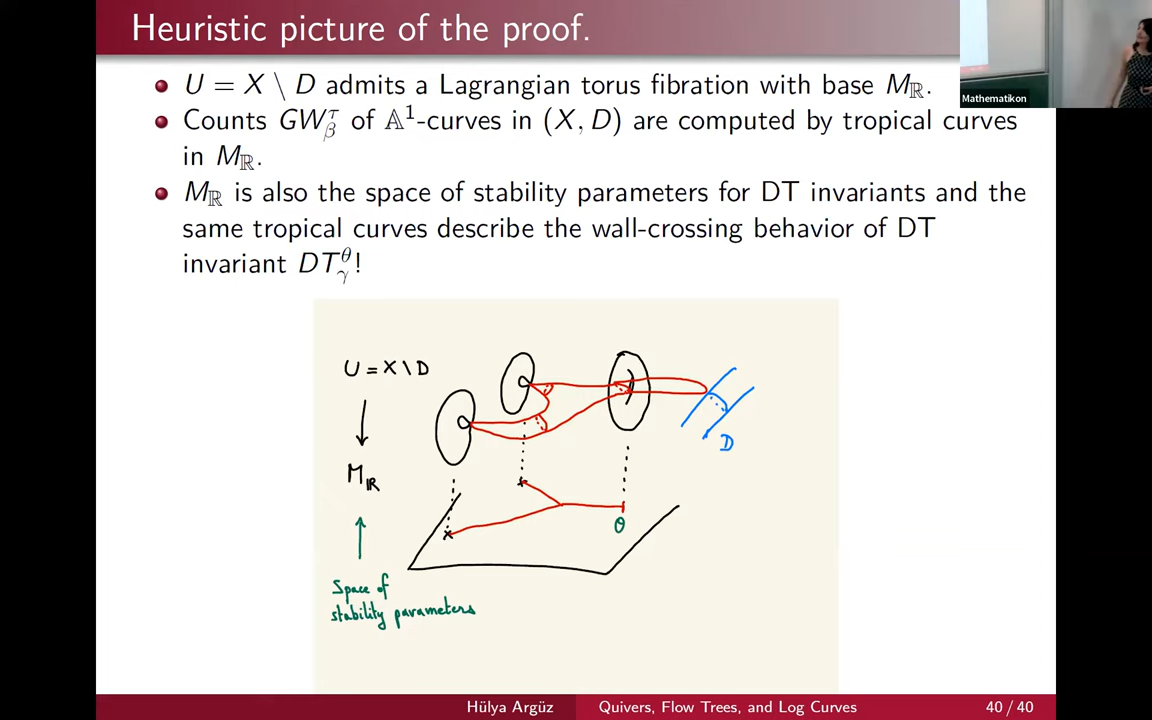 Heuristic picture of the proof.
Mathematikon
U = X \ D admits a Lagrangian torus fibration with base M_ℝ.
Counts GW^τ_β of 𝔸¹-curves in (X, D) are computed by tropical curves
in M_ℝ.
M_ℝ is also the space of stability parameters for DT invariants and the
same tropical curves describe the wall-crossing behavior of DT
invariant DT^θ_γ!
U = X \ D
D
M_ℝ
θ
Space of
stability parameters
Hülya Argüz
Quivers, Flow Trees, and Log Curves
40 / 40